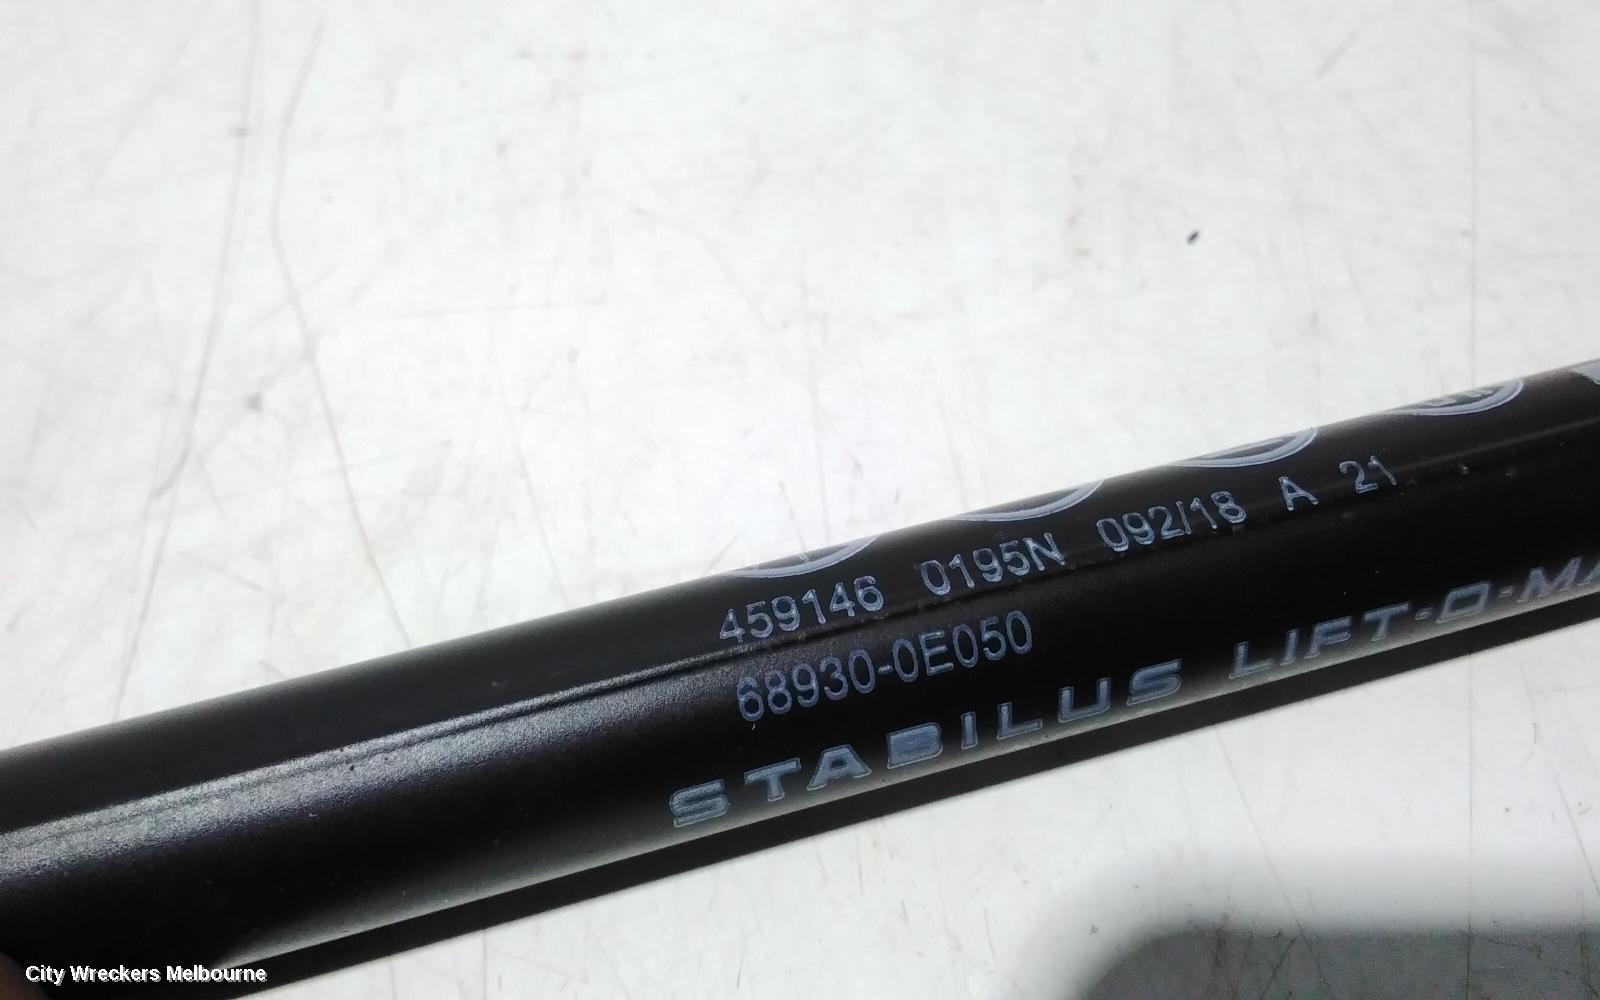 459146 0195N 092/18 A 21
68930-0E050
STABILUS LIFT-O-MA
City Wreckers Melbourne